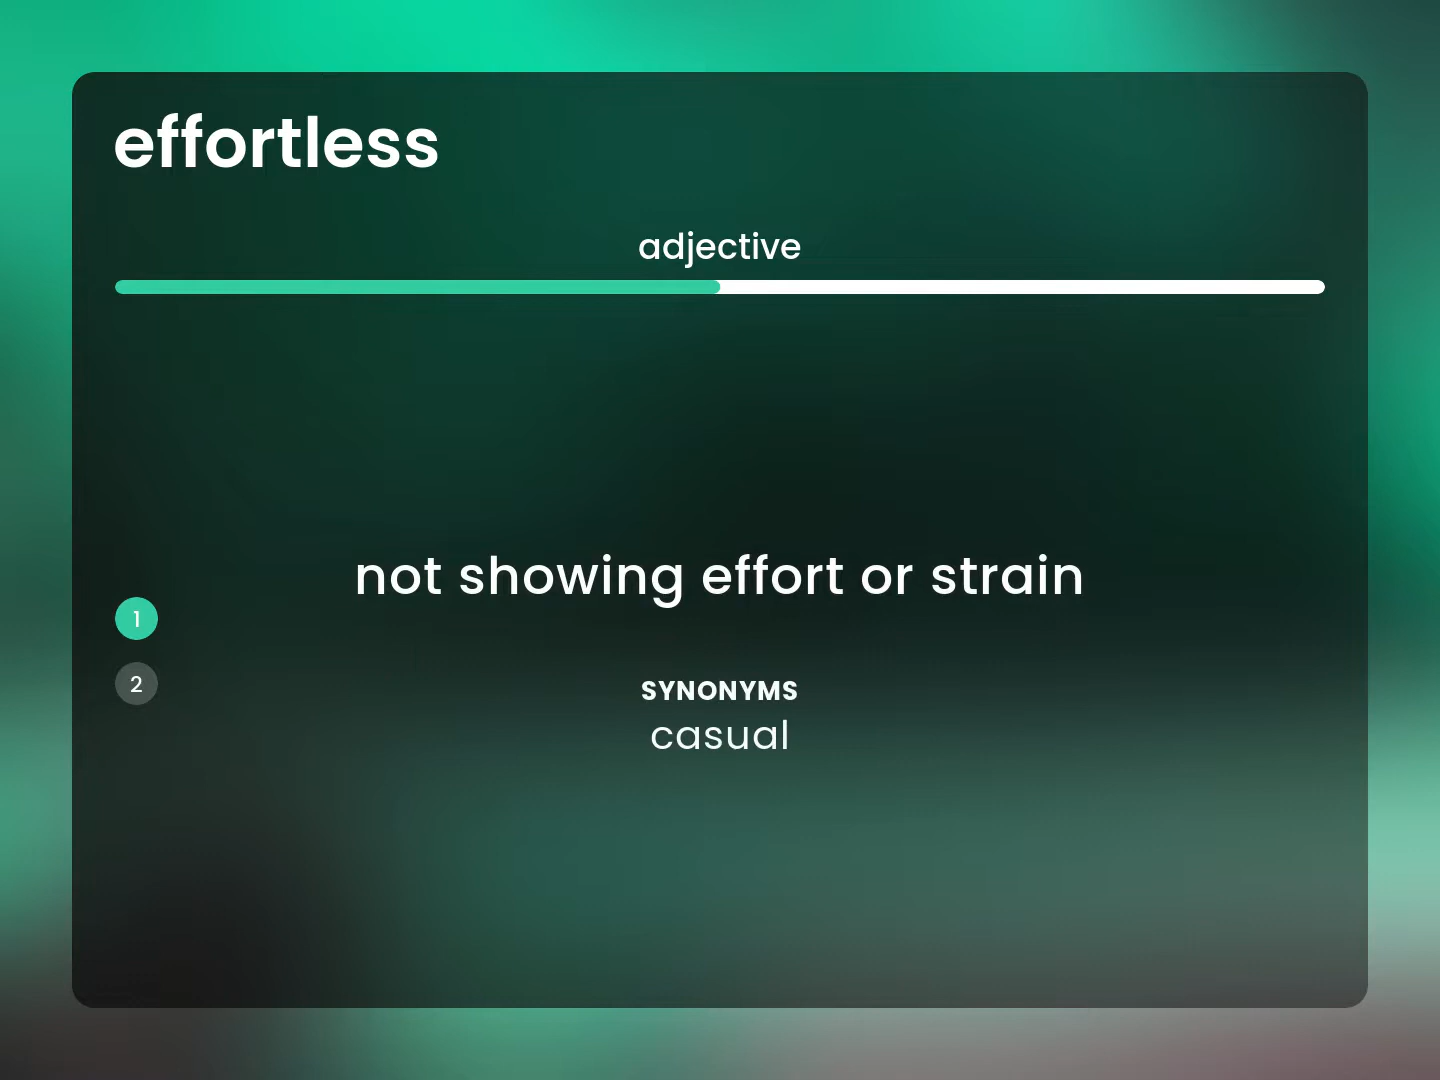 effortless
adjective
not showing effort or strain
1
2
SYNONYMS
casual